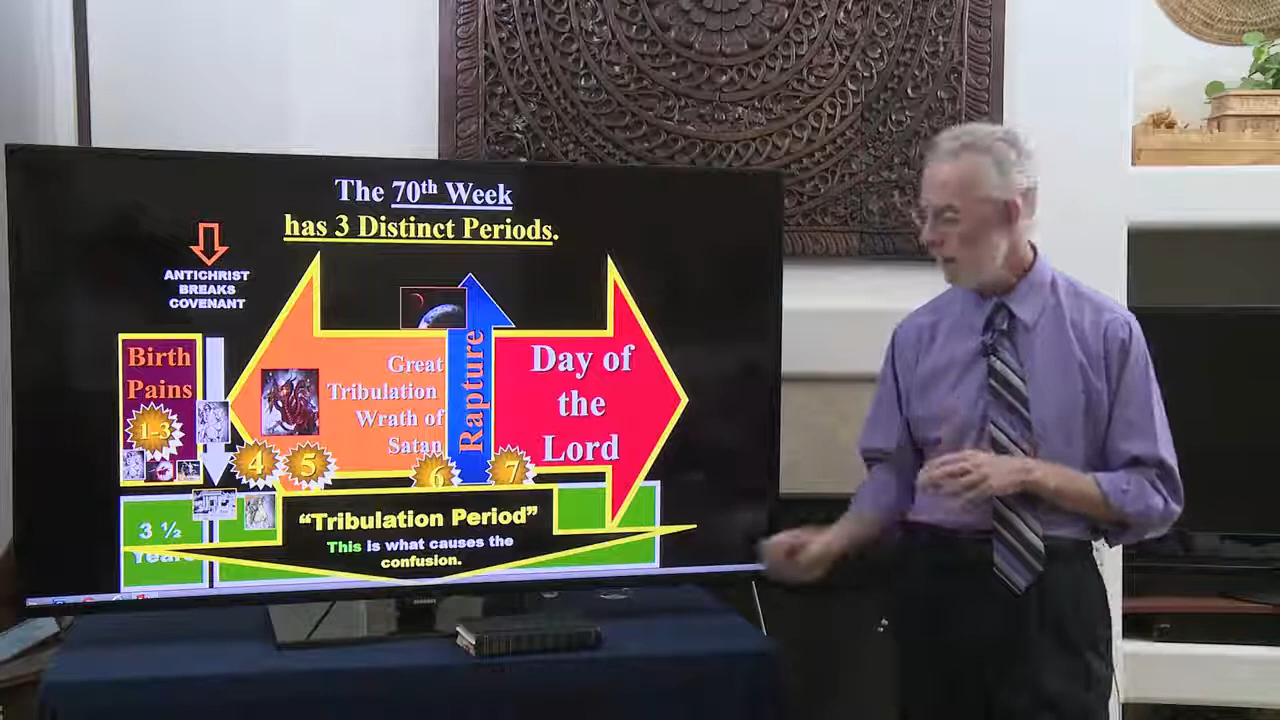 The 70th Week
has 3 Distinct Periods.
ANTICHRIST
BREAKS
COVENANT
Birth
Pains
1-3
Great
Tribulation
Wrath of
Satan
Rapture
Day of
the
Lord
4
5
6
7
3 ½
Years
“Tribulation Period”
This is what causes the
confusion.